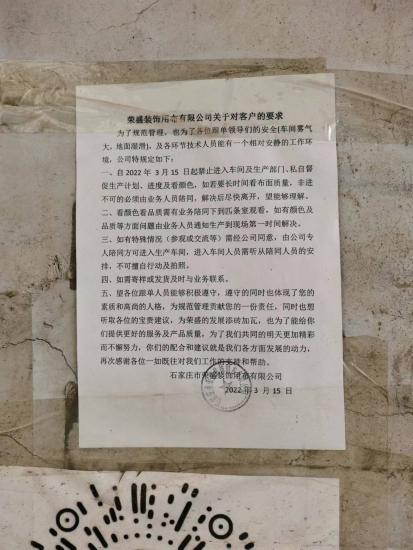 荣盛装饰用布有限公司关于对客户的要求
为了规范管理，也为了各位跟单领导们的安全(车间雾气
大，地面湿滑)，及各环节技术人员能有一个相对安静的工作环
境，公司特规定如下：
一、自2022年 3月 15 日起禁止进入车间及生产部门、私自督
促生产计划、进度及看颜色，如若要长时间看布面质量，非进
不可的必须由业务人员陪同，解决后尽快离开，望能够理解。
二、看颜色看品质需有业务陪同下到匹条室观看，如有颜色及
品质等方面问题由业务人员通知生产到现场第一时间解决。
三、如有特殊情况（参观或交流等）需经公司同意，由公司专
人陪同方可进入生产车间，进入车间人员需听从陪同人员的安
排，不可擅自行动及拍照。
四、如需寄样或发货及时与业务联系。
五、望各位跟单人员能够积极遵守，遵守的同时也体现了您的
素质和高尚的人格，为规范管理贡献您的一份责任，同时也想
听取各位的宝贵建议，为荣盛的发展添砖加瓦，也为了能给你
们提供更好的服务及产品质量，为了我们共同的明天更加精彩
而不懈努力，你们的配合和建议就是我们各方面发展的动力，
再次感谢各位一如既往对我们工作的支持和帮助。
石家庄市荣盛装饰用布有限公司
2022 年 3 月 15 日